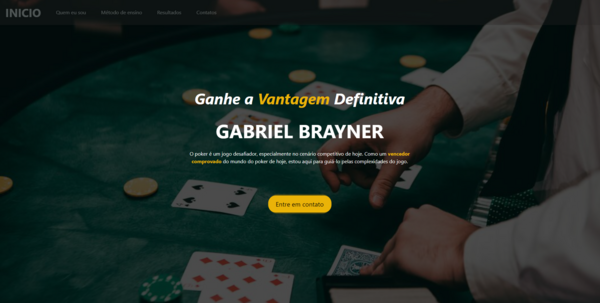 INICIO Quem ou sou Método de ensino Resultados Contatos
Ganhe a Vantagem Definitiva
GABRIEL BRAYNER
O poker é um jogo desafiador, especialmente no cenário competitivo de hoje. Como um vencedor
comprovado do mundo do poker de hoje, estou aqui para guiá-lo pelas complexidades do jogo.
Entre em contato